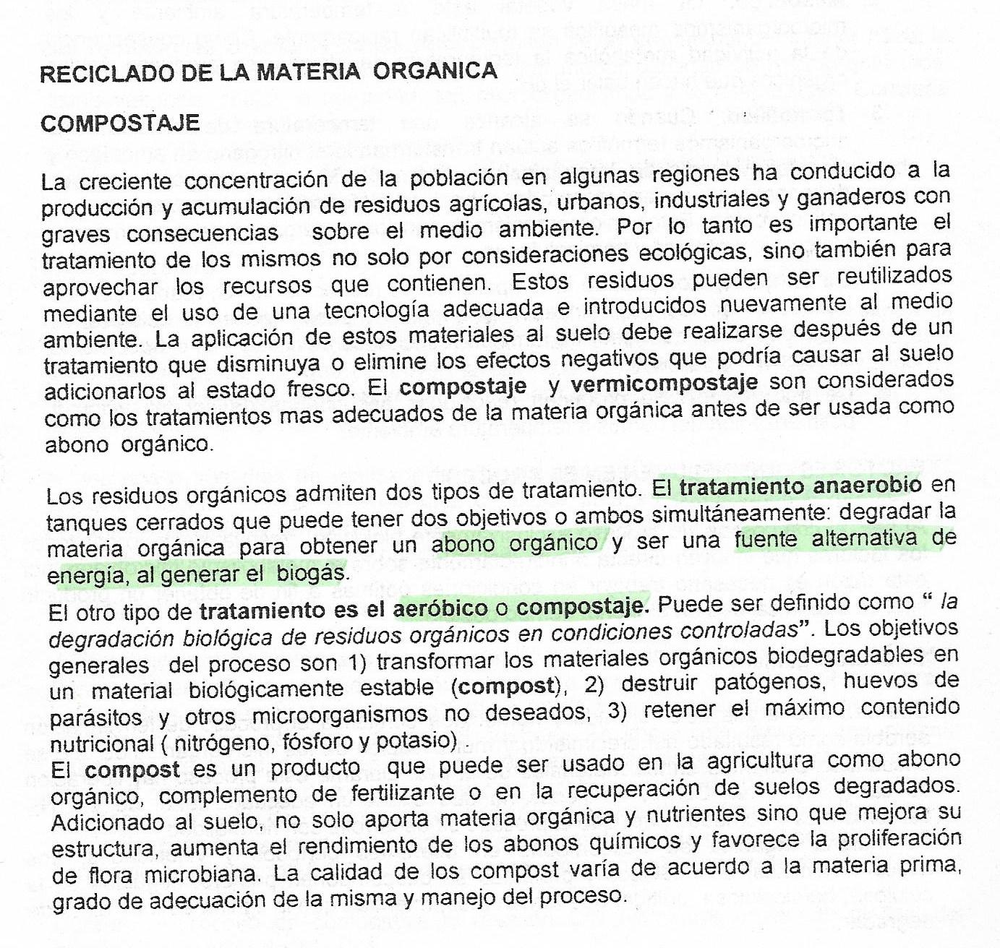 RECICLADO DE LA MATERIA ORGANICA
COMPOSTAJE
La creciente concentración de la población en algunas regiones ha conducido a la
producción y acumulación de residuos agrícolas, urbanos, industriales y ganaderos con
graves consecuencias sobre el medio ambiente. Por lo tanto es importante el
tratamiento de los mismos no solo por consideraciones ecológicas, sino también para
aprovechar los recursos que contienen. Estos residuos pueden ser reutilizados
mediante el uso de una tecnología adecuada e introducidos nuevamente al medio
ambiente. La aplicación de estos materiales al suelo debe realizarse después de un
tratamiento que disminuya o elimine los efectos negativos que podría causar al suelo
adicionarlos al estado fresco. El compostaje y vermicompostaje son considerados
como los tratamientos mas adecuados de la materia orgánica antes de ser usada como
abono orgánico.
Los residuos orgánicos admiten dos tipos de tratamiento. El tratamiento anaerobio en
tanques cerrados que puede tener dos objetivos o ambos simultáneamente: degradar la
materia orgánica para obtener un abono orgánico y ser una fuente alternativa de
energía, al generar el biogás.
El otro tipo de tratamiento es el aeróbico o compostaje. Puede ser definido como “ la
degradación biológica de residuos orgánicos en condiciones controladas”. Los objetivos
generales del proceso son 1) transformar los materiales orgánicos biodegradables en
un material biológicamente estable (compost), 2) destruir patógenos, huevos de
parásitos y otros microorganismos no deseados, 3) retener el máximo contenido
nutricional ( nitrógeno, fósforo y potasio) .
El compost es un producto que puede ser usado en la agricultura como abono
orgánico, complemento de fertilizante o en la recuperación de suelos degradados.
Adicionado al suelo, no solo aporta materia orgánica y nutrientes sino que mejora su
estructura, aumenta el rendimiento de los abonos químicos y favorece la proliferación
de flora microbiana. La calidad de los compost varía de acuerdo a la materia prima,
grado de adecuación de la misma y manejo del proceso.